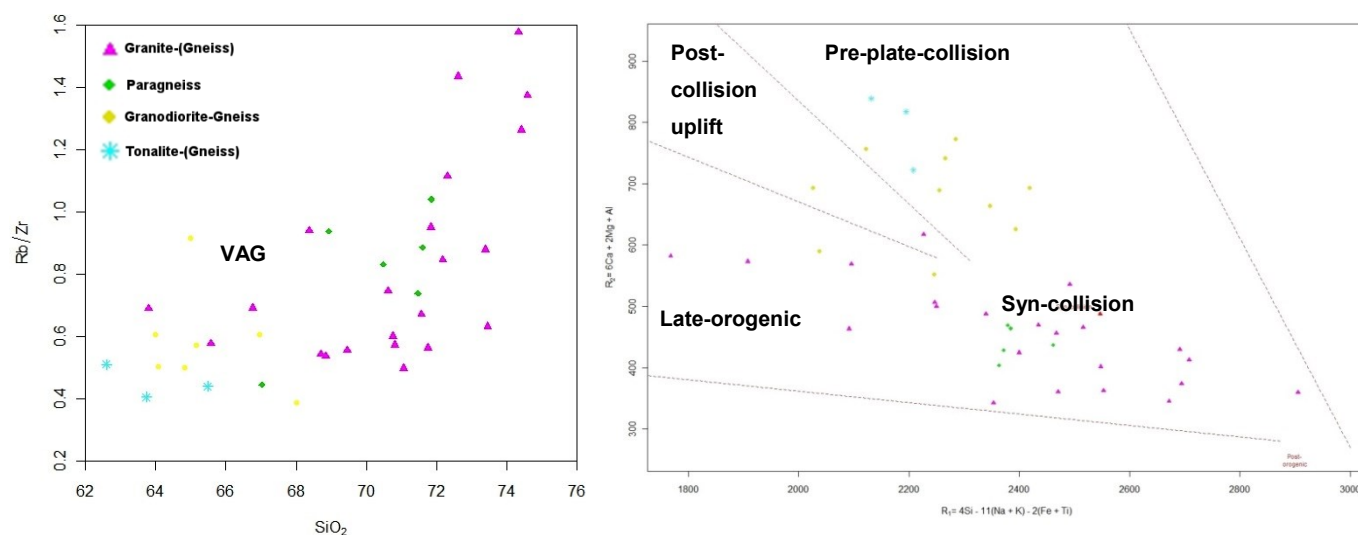 1.6
1.4
1.2
1.0
0.8
0.6
0.4
0.2
Rb/Zr
Granite-(Gneiss)
Paragneiss
Granodiorite-Gneiss
Tonalite-(Gneiss)
VAG
62
64
66
68
70
72
74
76
SiO₂
900
800
700
600
500
400
300
R₂= 6Ca + 2Mg + Al
Post-
collision
uplift
Pre-plate-collision
Late-orogenic
Syn-collision
Post-
orogenic
1800
2000
2200
2400
2600
2800
3000
R₁= 4Si - 11(Na + K) - 2(Fe + Ti)